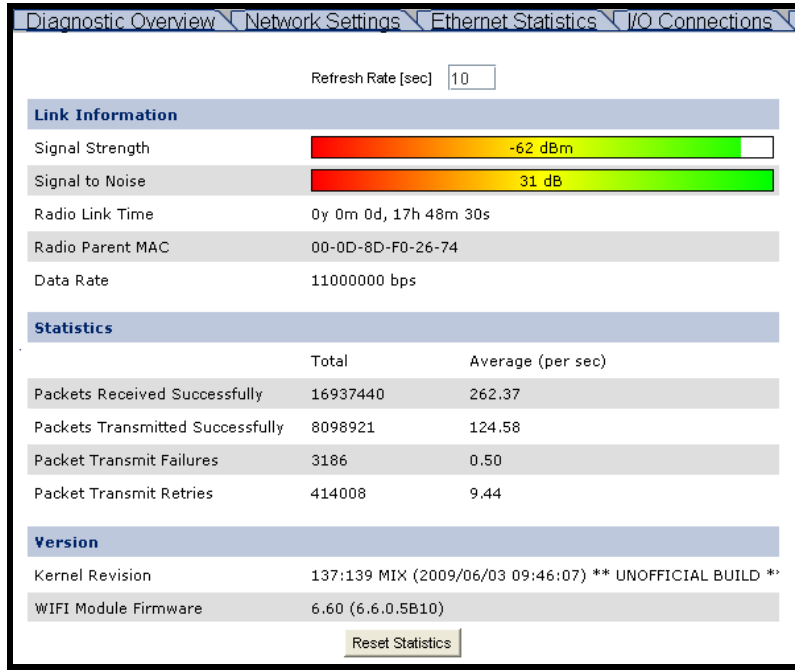 Diagnostic Overview Network Settings Ethernet Statistics I/O Connections
Refresh Rate [sec] 10
Link Information
Signal Strength -62 dBm
Signal to Noise 31 dB
Radio Link Time 0y 0m 0d, 17h 48m 30s
Radio Parent MAC 00-0D-8D-F0-26-74
Data Rate 11000000 bps
Statistics
Total Average (per sec)
Packets Received Successfully 16937440 262.37
Packets Transmitted Successfully 8098921 124.58
Packet Transmit Failures 3186 0.50
Packet Transmit Retries 414008 9.44
Version
Kernel Revision 137:139 MIX (2009/06/03 09:46:07) ** UNOFFICIAL BUILD *
WIFI Module Firmware 6.60 (6.6.0.5B10)
Reset Statistics